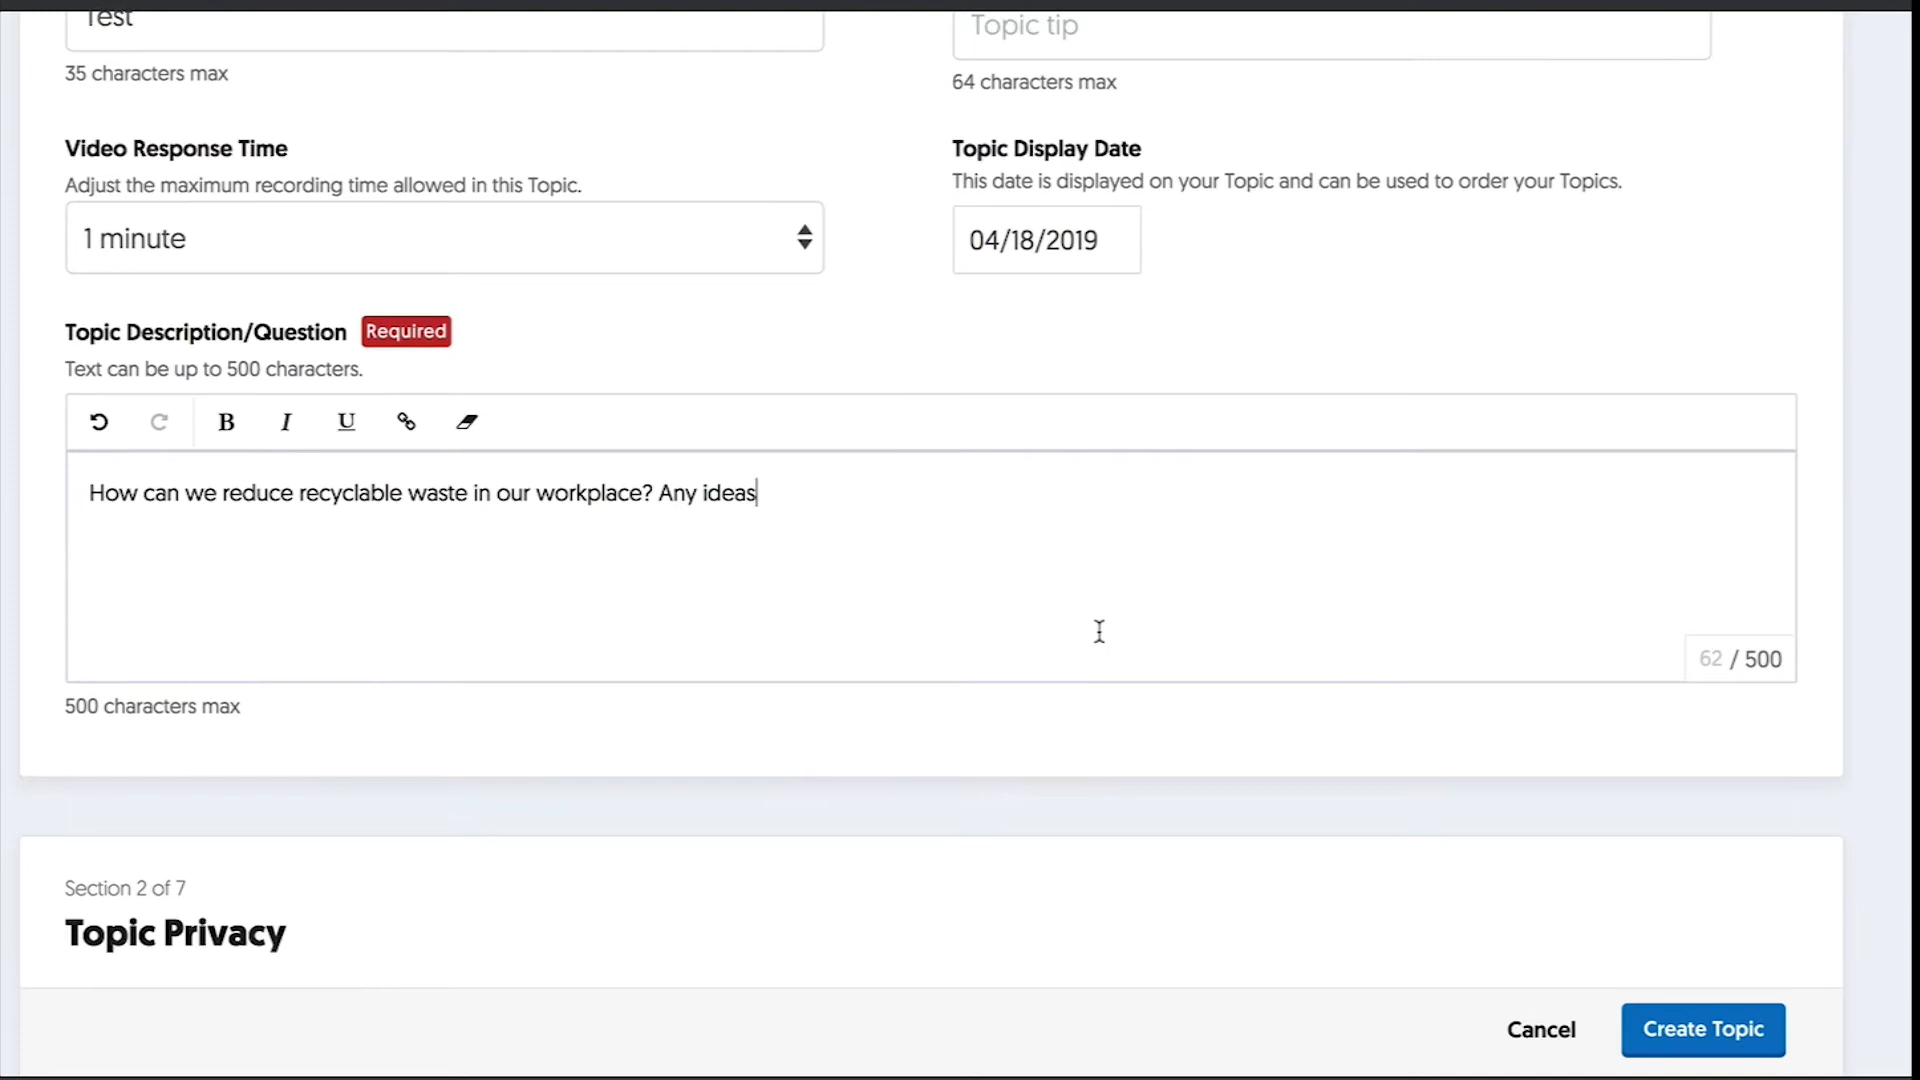 Test
Topic tip
35 characters max
64 characters max
Video Response Time
Adjust the maximum recording time allowed in this Topic.
1 minute
Topic Display Date
This date is displayed on your Topic and can be used to order your Topics.
04/18/2019
Topic Description/Question Required
Text can be up to 500 characters.
B I U
How can we reduce recyclable waste in our workplace? Any ideas
62 / 500
500 characters max
Section 2 of 7
Topic Privacy
Cancel
Create Topic